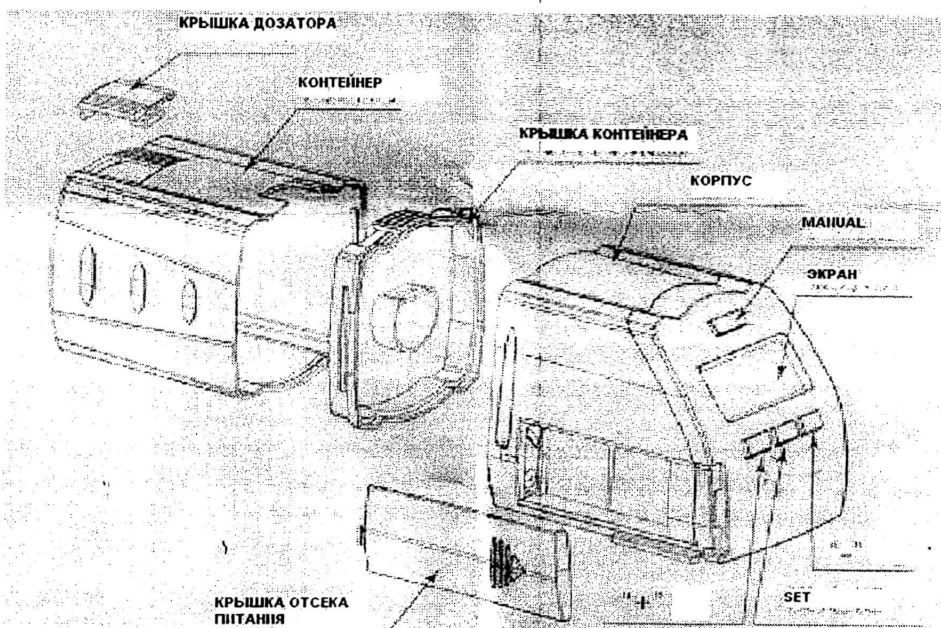 КРЫШКА ДОЗАТОРА
КОНТЕЙНЕР
КРЫШКА КОНТЕЙНЕРА
КОРПУС
MANUAL
ЭКРАН
"-"
"+"
SET
КРЫШКА ОТСЕКА
ПИТАНИЯ